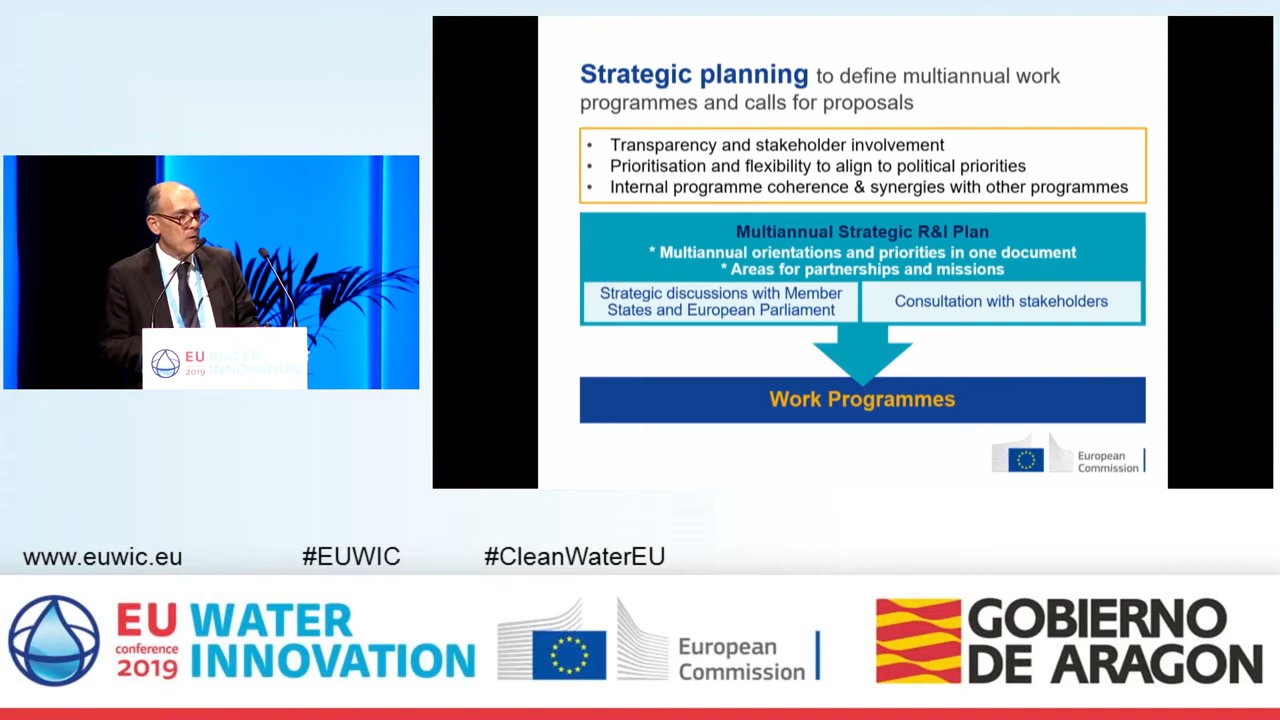 Strategic planning to define multiannual work
programmes and calls for proposals
• Transparency and stakeholder involvement
• Prioritisation and flexibility to align to political priorities
• Internal programme coherence & synergies with other programmes
Multiannual Strategic R&I Plan
* Multiannual orientations and priorities in one document
* Areas for partnerships and missions
Strategic discussions with Member
States and European Parliament
Consultation with stakeholders
Work Programmes
European
Commission
EU WATER
2019 INNOVATION
www.euwic.eu #EUWIC #CleanWaterEU
EU WATER
conference
2019 INNOVATION
European
Commission
GOBIERNO
DE ARAGON